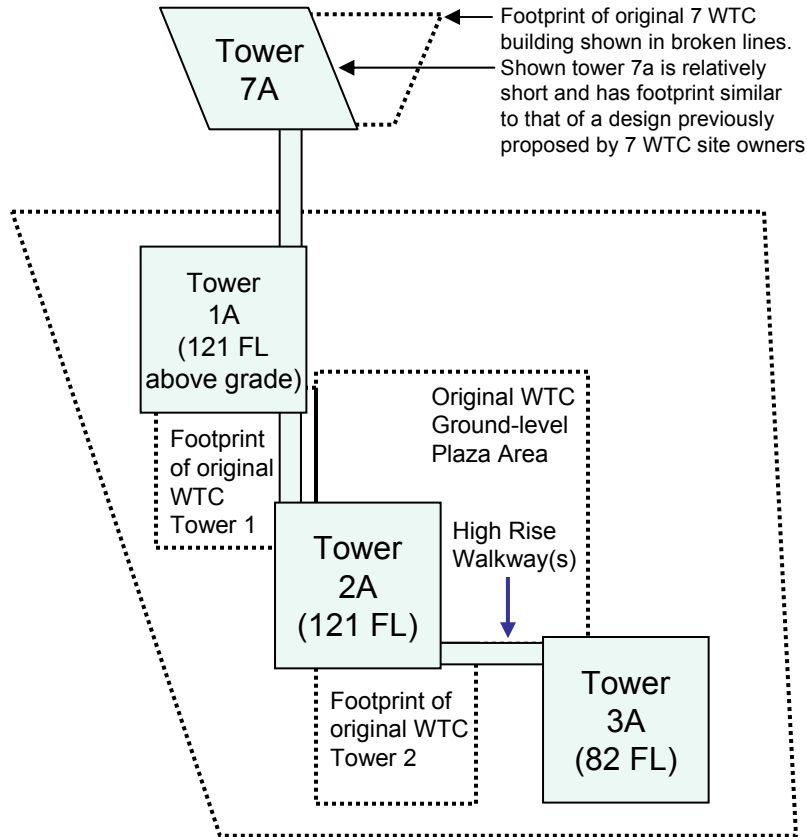 Tower
7A
Footprint of original 7 WTC
building shown in broken lines.
Shown tower 7a is relatively
short and has footprint similar
to that of a design previously
proposed by 7 WTC site owners
Tower
1A
(121 FL
above grade)
Original WTC
Ground-level
Plaza Area
Footprint
of original
WTC
Tower 1
High Rise
Walkway(s)
Tower
2A
(121 FL)
Footprint of
original WTC
Tower 2
Tower
3A
(82 FL)